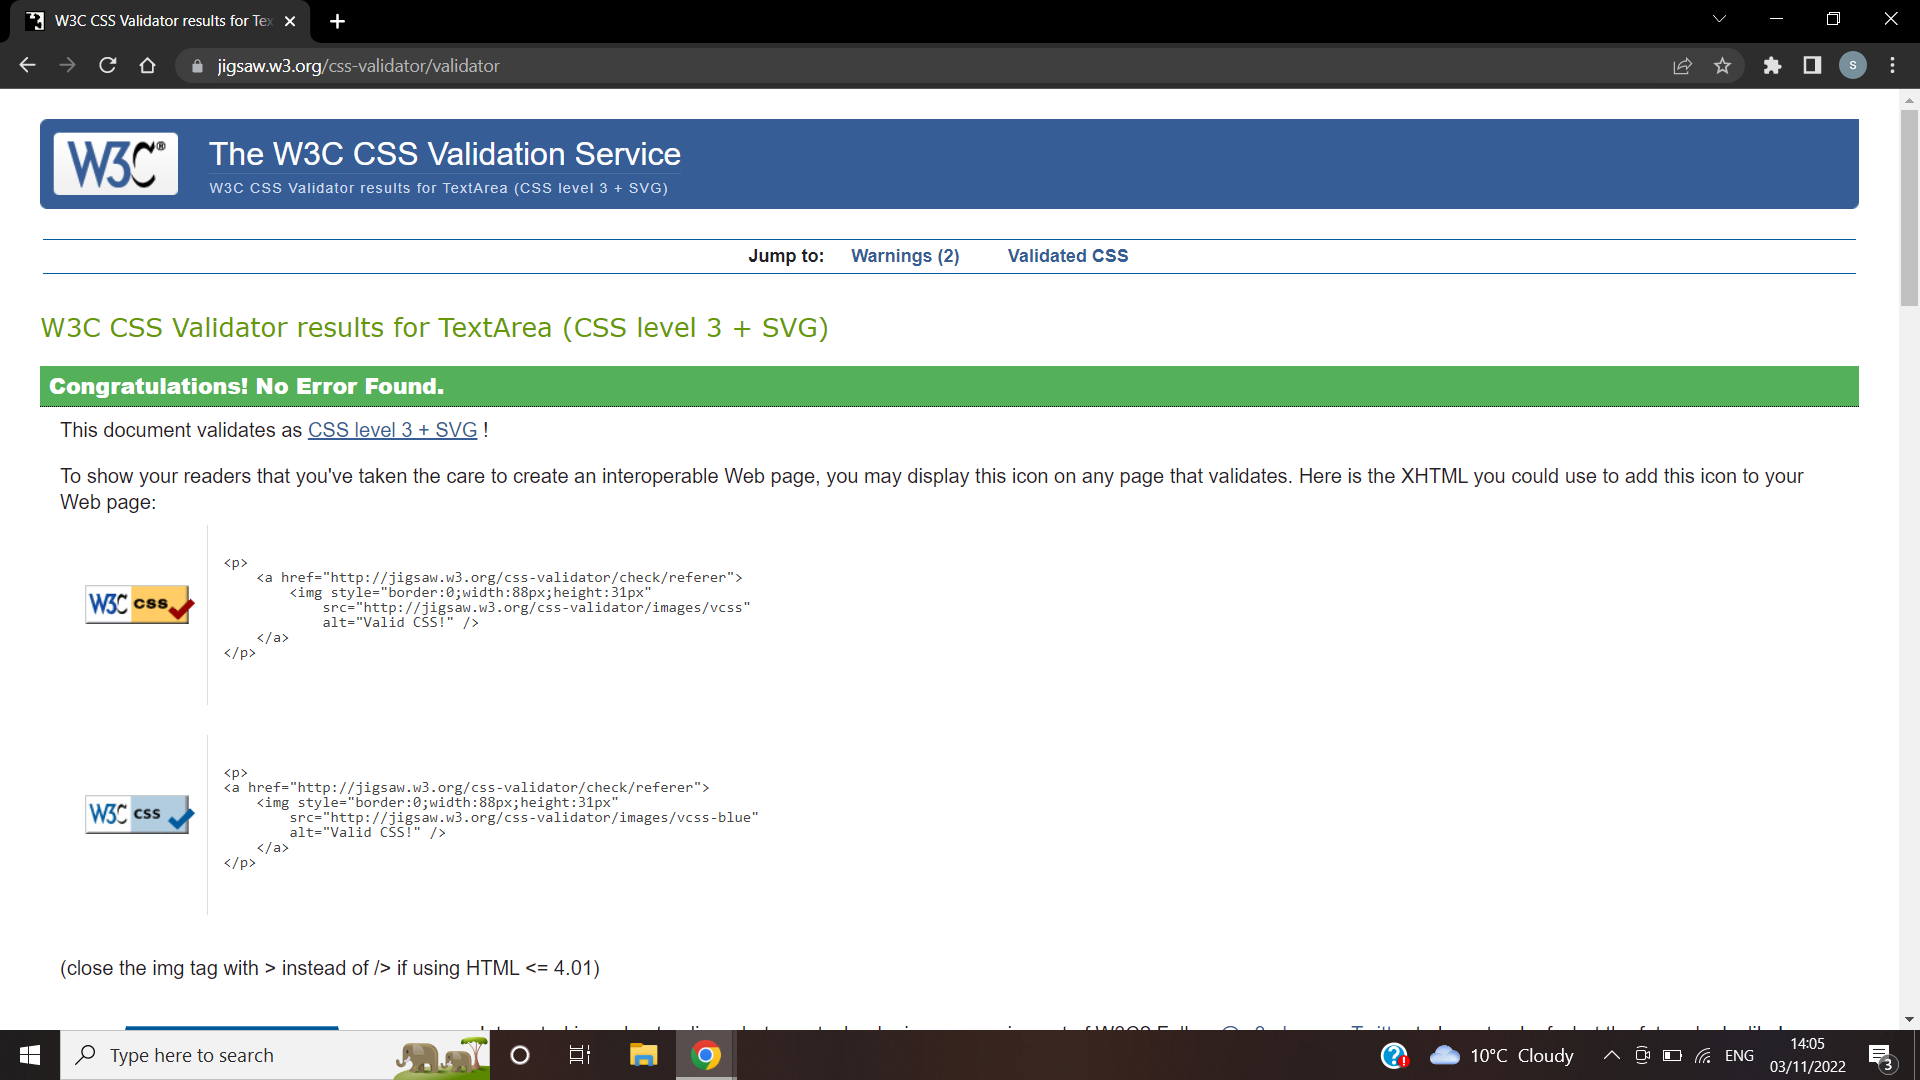 W3C CSS Validator results for Tex
jigsaw.w3.org/css-validator/validator
S
W3C®
The W3C CSS Validation Service
W3C CSS Validator results for TextArea (CSS level 3 + SVG)
Jump to: Warnings (2) Validated CSS
W3C CSS Validator results for TextArea (CSS level 3 + SVG)
Congratulations! No Error Found.
This document validates as CSS level 3 + SVG !
To show your readers that you've taken the care to create an interoperable Web page, you may display this icon on any page that validates. Here is the XHTML you could use to add this icon to your
Web page:
W3C css
<p>
<a href="http://jigsaw.w3.org/css-validator/check/referer">
<img style="border:0;width:88px;height:31px"
src="http://jigsaw.w3.org/css-validator/images/vcss"
alt="Valid CSS!" />
</a>
</p>
W3C css
<p>
<a href="http://jigsaw.w3.org/css-validator/check/referer">
<img style="border:0;width:88px;height:31px"
src="http://jigsaw.w3.org/css-validator/images/vcss-blue"
alt="Valid CSS!" />
</a>
</p>
(close the img tag with > instead of /> if using HTML <= 4.01)
Type here to search
10°C Cloudy
ENG
14:05
03/11/2022
3